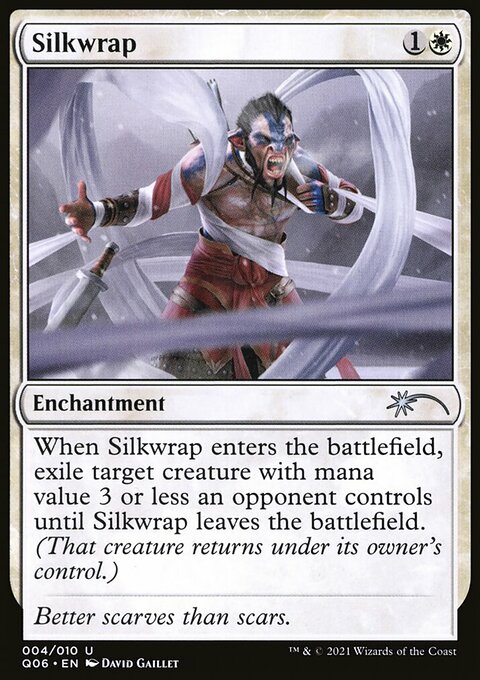 Silkwrap 1
Enchantment
When Silkwrap enters the battlefield,
exile target creature with mana
value 3 or less an opponent controls
until Silkwrap leaves the battlefield.
(That creature returns under its owner's
control.)
Better scarves than scars.
004/010 U
Q06 • EN DAVID GAILLET
™ & © 2021 Wizards of the Coast